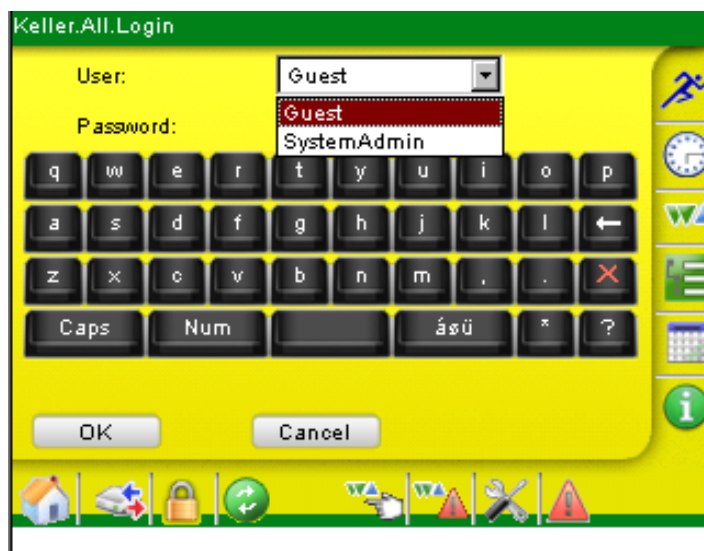 Keller.All.Login
User: Guest
Guest
Password:
SystemAdmin
q w e r t y u i o p
a s d f g h j k l
z x c v b n m , .
Caps Num áøü * ?
OK Cancel